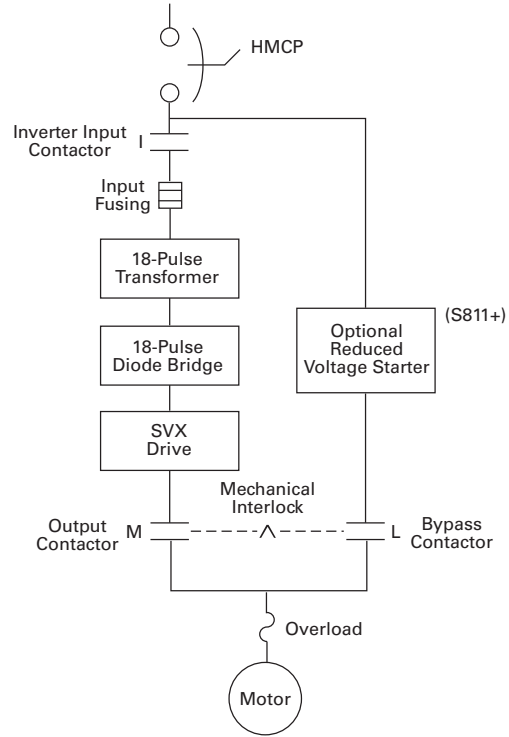 HMCP
Inverter Input
Contactor
I
Input
Fusing
18-Pulse
Transformer
18-Pulse
Diode Bridge
SVX
Drive
(S811+)
Optional
Reduced
Voltage Starter
Mechanical
Interlock
Output
Contactor
M
L
Bypass
Contactor
Overload
Motor